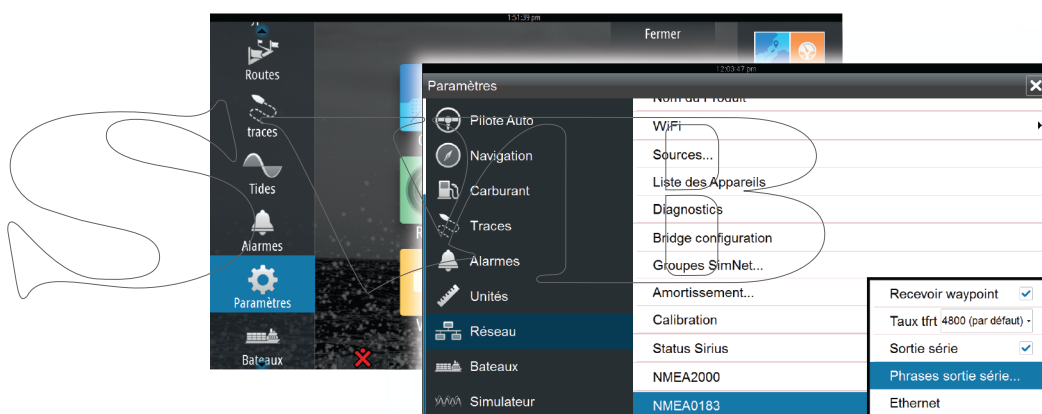 1:51:39 pm
Fermer
Routes
traces
Tides
Alarmes
Paramètres
Bateaux
12:03:47 pm
Paramètres
Pilote Auto
Navigation
Carburant
Traces
Alarmes
Unités
Réseau
Bateaux
Simulateur
Nom du Produit
WiFi
Sources...
Liste des Appareils
Diagnostics
Bridge configuration
Groupes SimNet...
Amortissement...
Calibration
Status Sirius
NMEA2000
NMEA0183
Recevoir waypoint
Taux tfrt 4800 (par défaut)
Sortie série
Phrases sortie série...
Ethernet